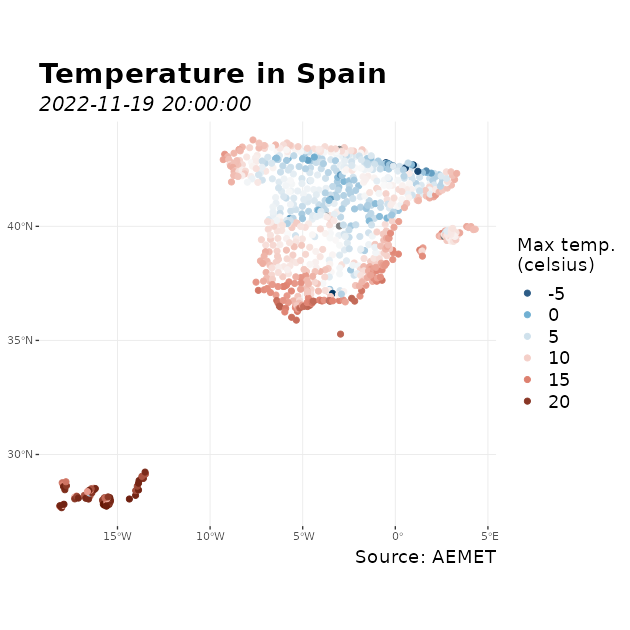 Temperature in Spain
2022-11-19 20:00:00
40°N
35°N
30°N
15°W
10°W
5°W
0°
5°E
Max temp.
(celsius)
-5
0
5
10
15
20
Source: AEMET